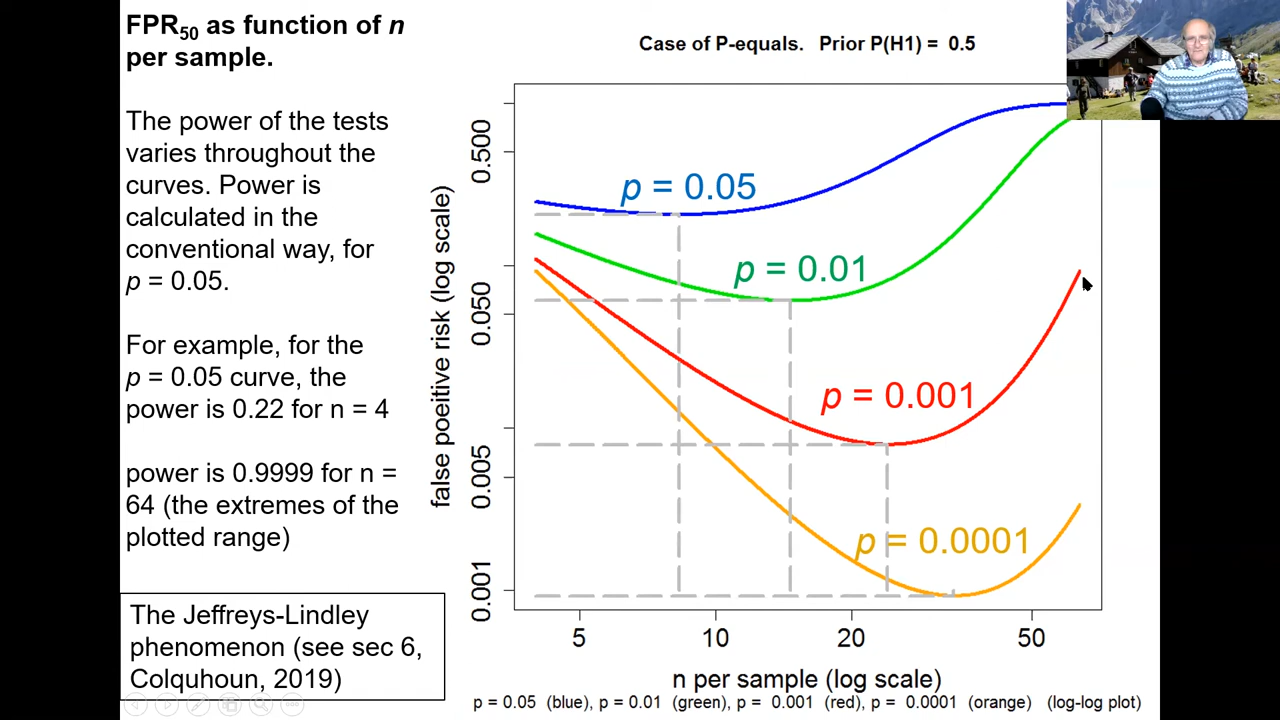 FPR50 as function of n
per sample.
The power of the tests
varies throughout the
curves. Power is
calculated in the
conventional way, for
p = 0.05.
For example, for the
p = 0.05 curve, the
power is 0.22 for n = 4
power is 0.9999 for n =
64 (the extremes of the
plotted range)
The Jeffreys-Lindley
phenomenon (see sec 6,
Colquhoun, 2019)
Case of P-equals. Prior P(H1) = 0.5
false poeitive risk (log scale)
0.500
0.050
0.005
0.001
p = 0.05
p = 0.01
p = 0.001
p = 0.0001
5 10 20 50
n per sample (log scale)
p = 0.05 (blue), p = 0.01 (green), p = 0.001 (red), p = 0.0001 (orange) (log-log plot)